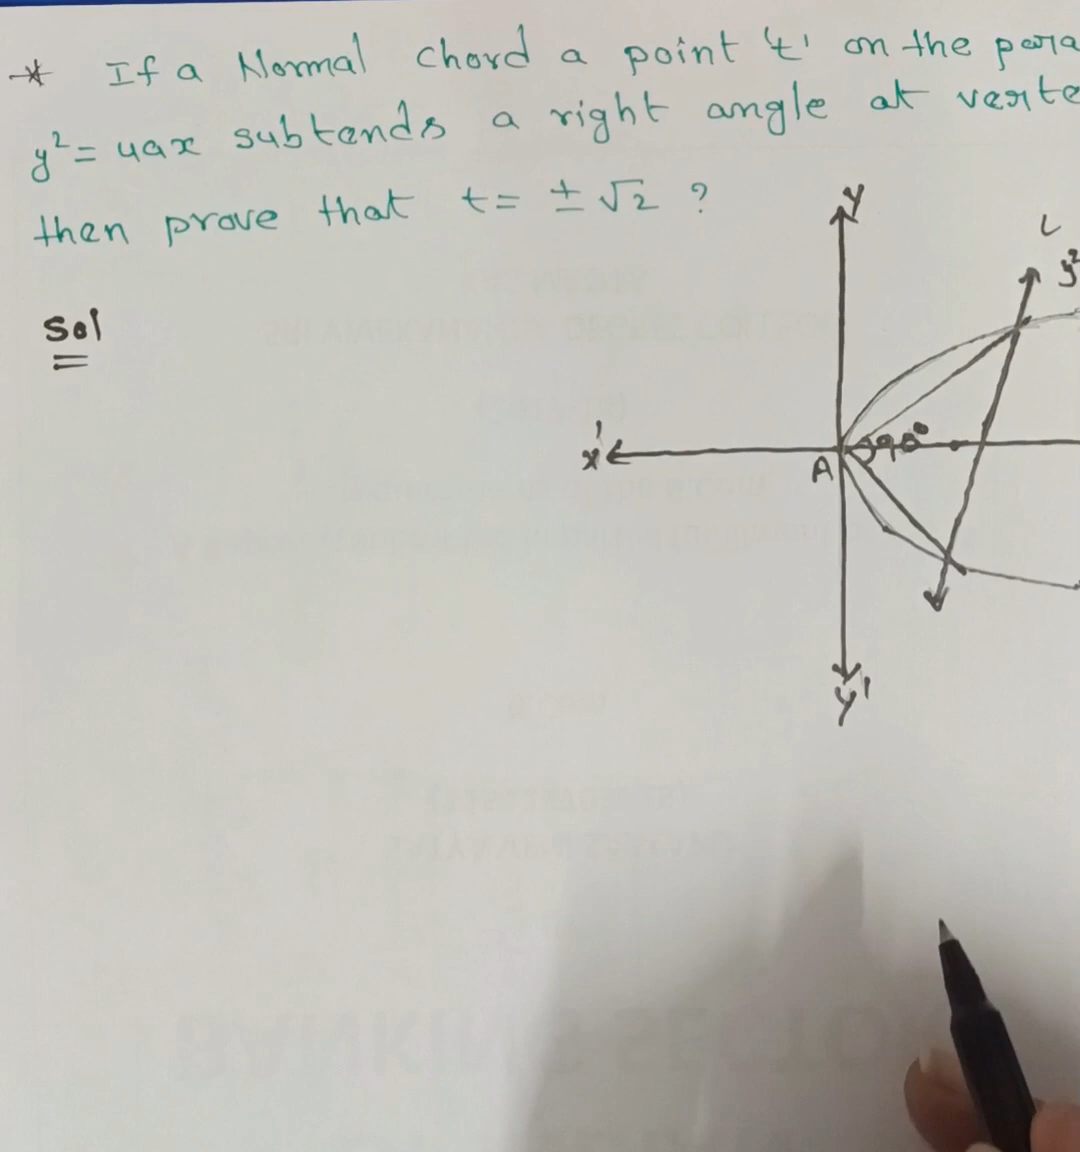 * If a Normal chord a point 't' on the para
y² = 4ax subtends a right angle at verte
then prove that t = ± √2 ?
Sol
y
L
y²
90°
x'
A
y'